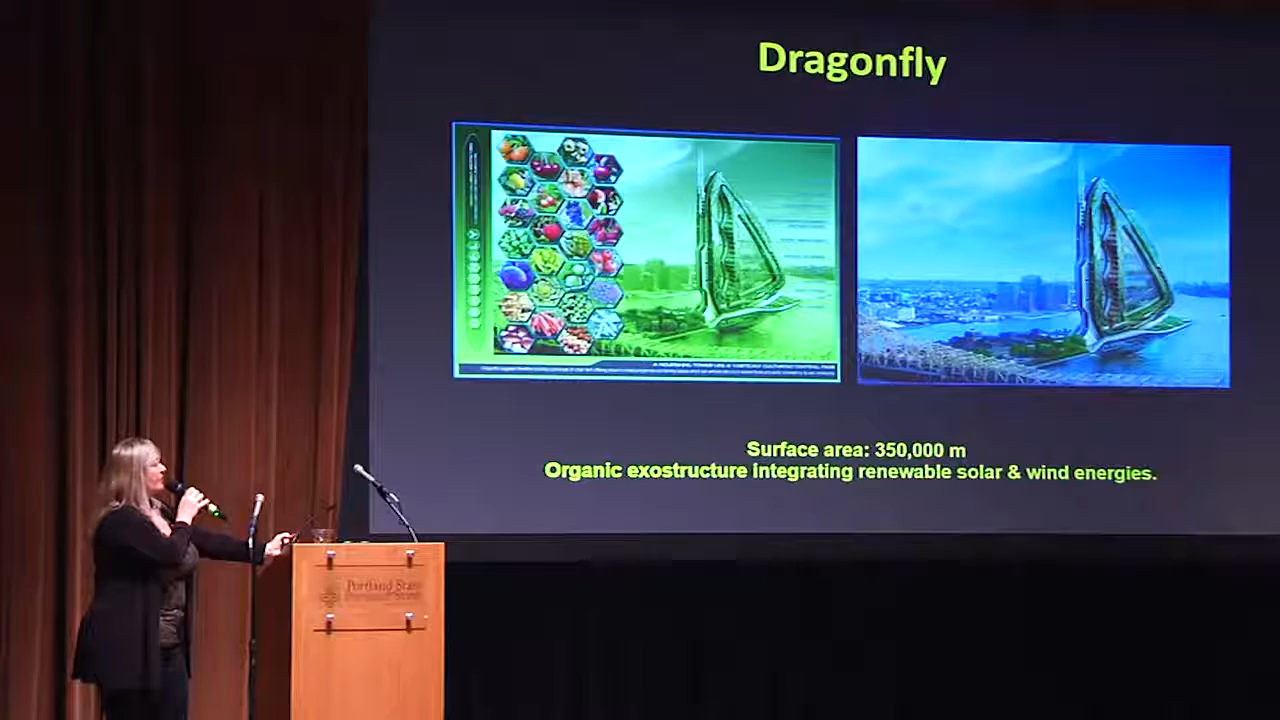 Dragonfly
Surface area: 350,000 m
Organic exostructure integrating renewable solar & wind energies.
Portland State